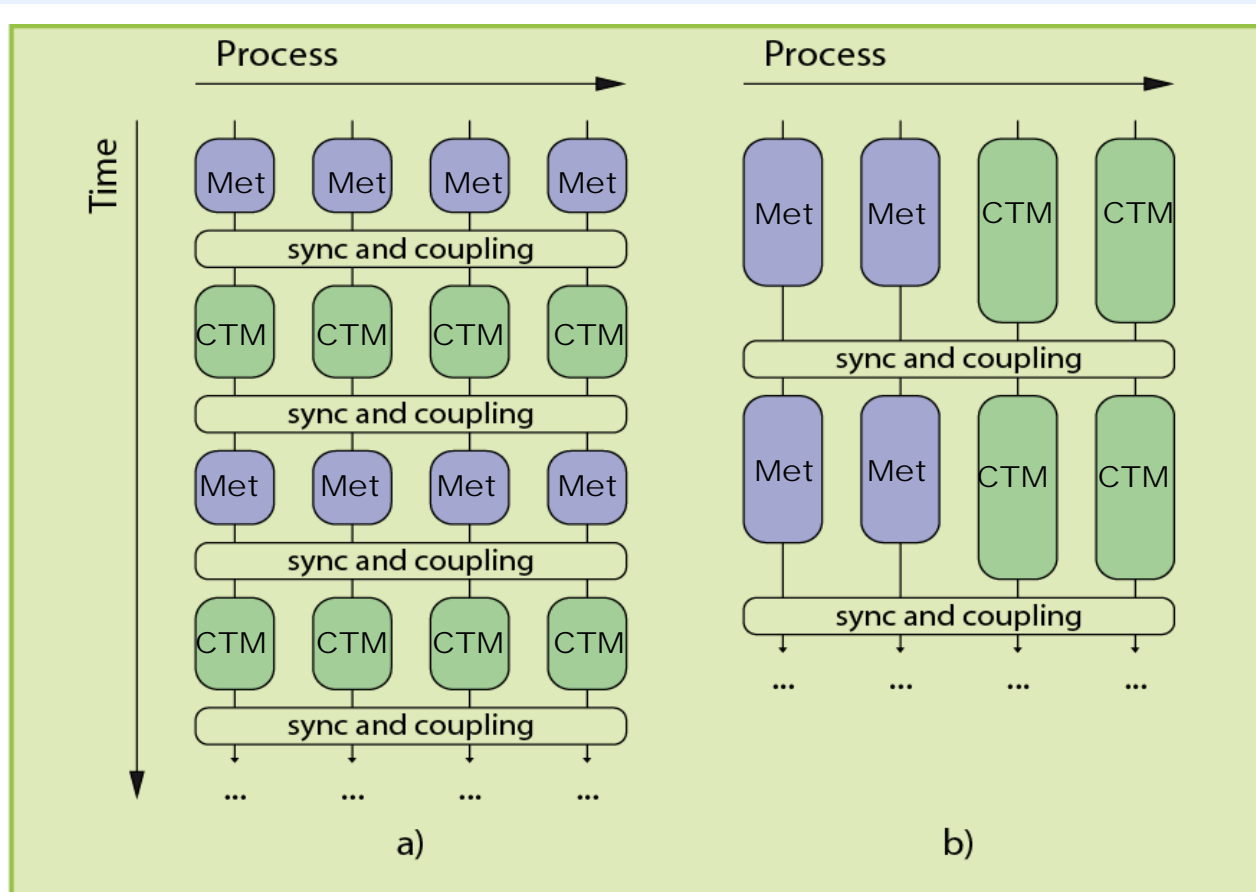 Process
Time
Met Met Met Met
sync and coupling
CTM CTM CTM CTM
sync and coupling
Met Met Met Met
sync and coupling
CTM CTM CTM CTM
sync and coupling
... ... ... ...
a)
Process
Met Met CTM CTM
sync and coupling
Met Met CTM CTM
sync and coupling
... ... ... ...
b)